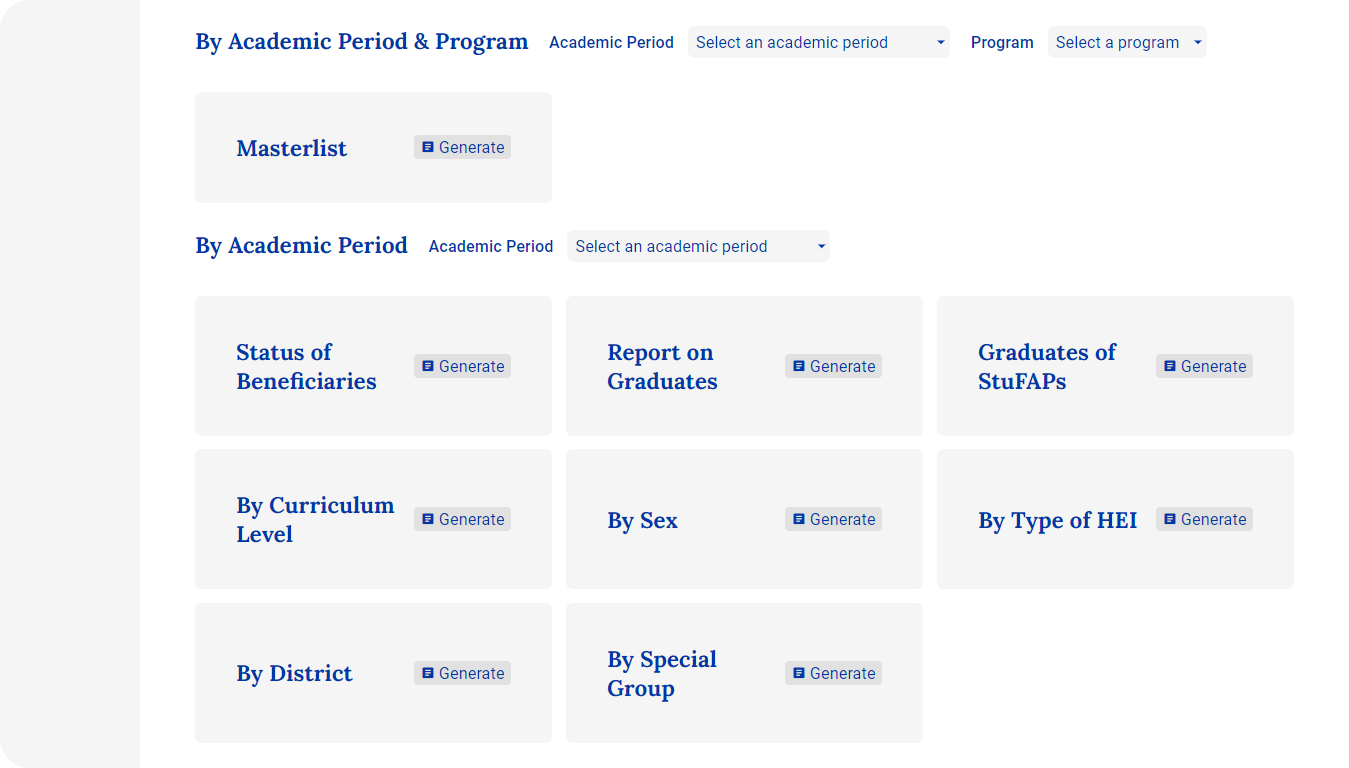 By Academic Period & Program Academic Period Select an academic period Program Select a program
Masterlist Generate
By Academic Period Academic Period Select an academic period
Status of
Beneficiaries
Generate
Report on
Graduates
Generate
Graduates of
StuFAPs
Generate
By Curriculum
Level
Generate
By Sex Generate
By Type of HEI Generate
By District Generate
By Special
Group
Generate